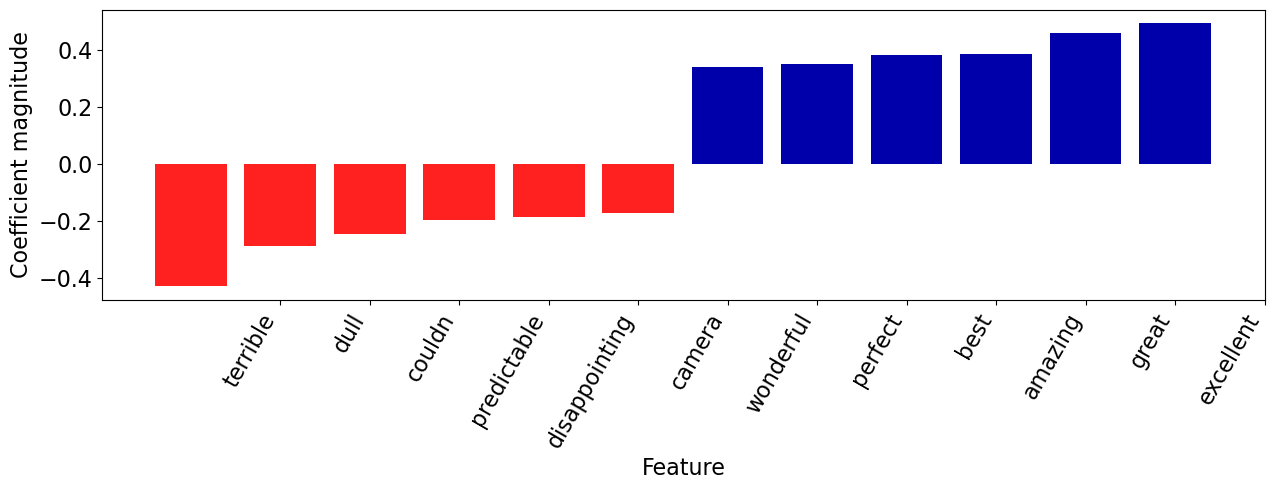 Coefficient magnitude
0.4
0.2
0.0
−0.2
−0.4
terrible
dull
couldn
predictable
disappointing
camera
wonderful
perfect
best
amazing
great
excellent
Feature